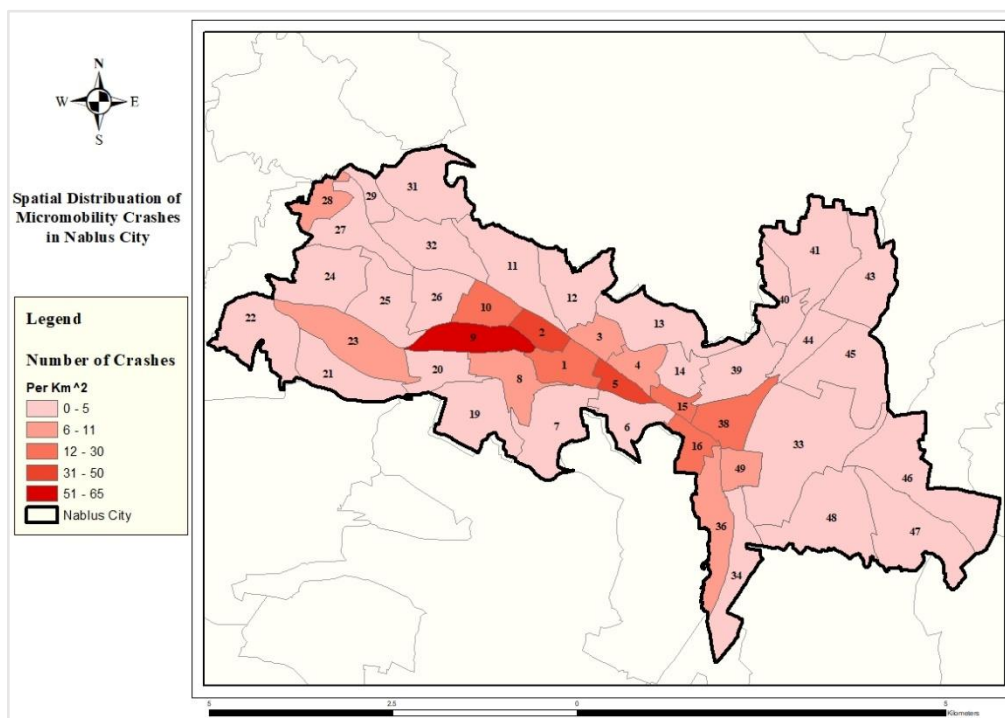 N
W E
S
Spatial Distribuation of
Micromobility Crashes
in Nablus City
Legend
Number of Crashes
Per Km^2
0 - 5
6 - 11
12 - 30
31 - 50
51 - 65
Nablus City
31
29
28
27
32
24
11
41
43
25
26
12
40
22
10
2
3
13
23
9
44
45
21
20
8
1
4
14
39
5
15
19
7
6
38
33
16
49
46
36
48
47
34
5 2.5 0 5
Kilometers